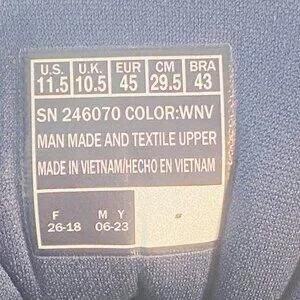 U.S. U.K. EUR CM BRA
11.5 10.5 45 29.5 43
SN 246070 COLOR:WNV
MAN MADE AND TEXTILE UPPER
MADE IN VIETNAM/HECHO EN VIETNAM
F M Y
26-18 06-23